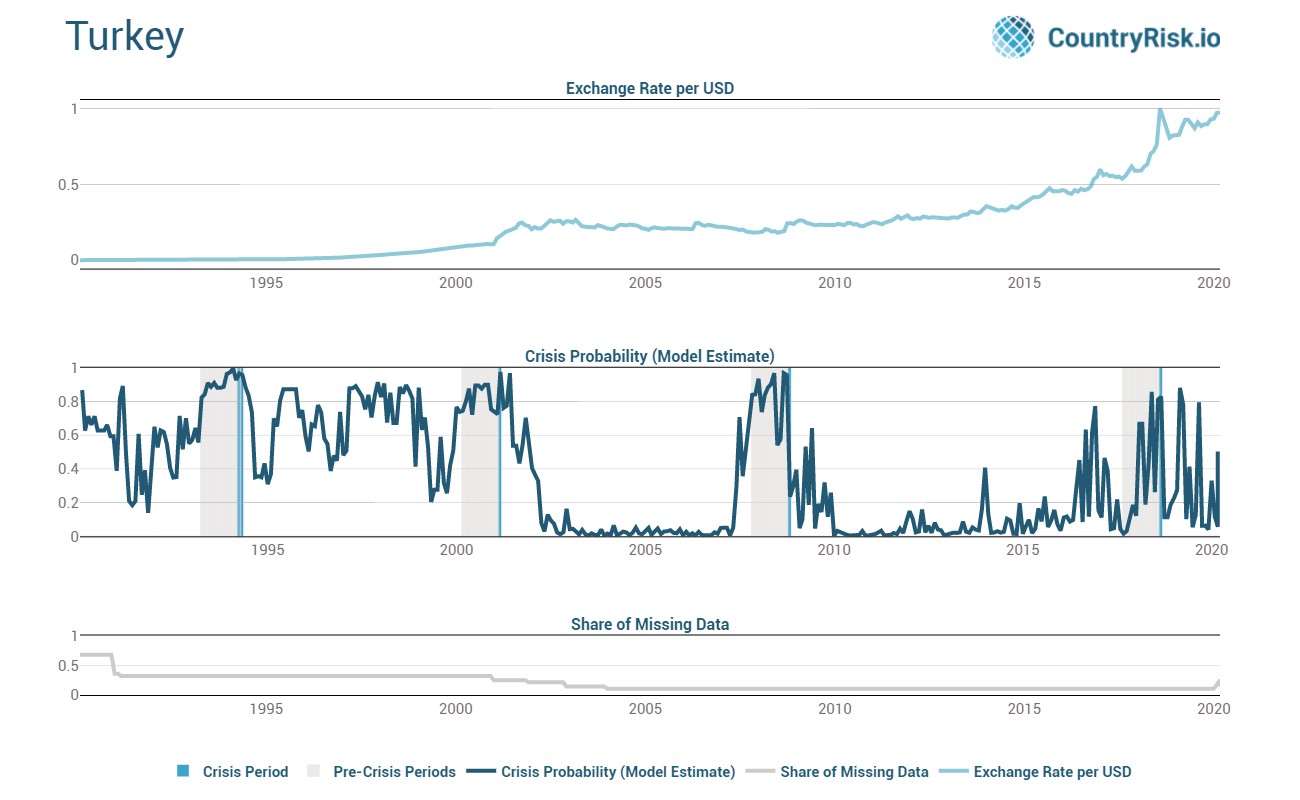 Turkey
CountryRisk.io
Exchange Rate per USD
1
0.5
0
1995 2000 2005 2010 2015 2020
Crisis Probability (Model Estimate)
1
0.8
0.6
0.4
0.2
0
1995 2000 2005 2010 2015 2020
Share of Missing Data
1
0.5
0
1995 2000 2005 2010 2015 2020
Crisis Period Pre-Crisis Periods Crisis Probability (Model Estimate) Share of Missing Data Exchange Rate per USD